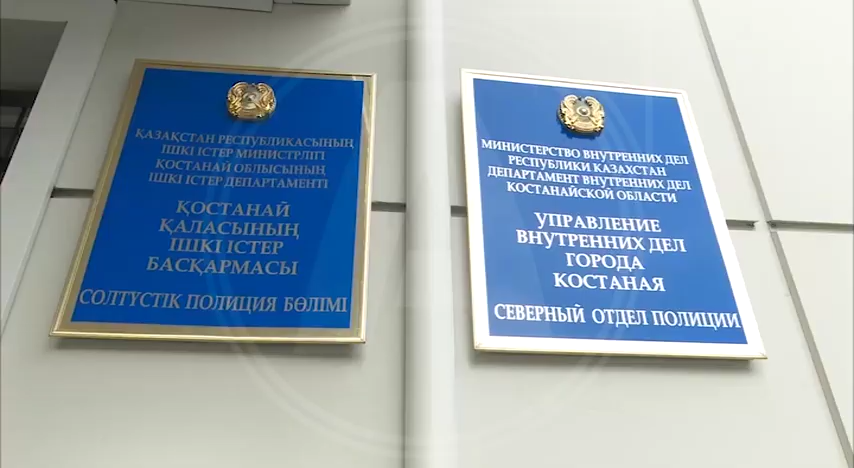 ҚАЗАҚСТАН РЕСПУБЛИКАСЫНЫҢ
ІШКІ ІСТЕР МИНИСТРЛІГІ
ҚОСТАНАЙ ОБЛЫСЫНЫҢ
ІШКІ ІСТЕР ДЕПАРТАМЕНТІ
ҚОСТАНАЙ
ҚАЛАСЫНЫҢ
ІШКІ ІСТЕР
БАСҚАРМАСЫ
СОЛТҮСТІК ПОЛИЦИЯ БӨЛІМІ
МИНИСТЕРСТВО ВНУТРЕННИХ ДЕЛ
РЕСПУБЛИКИ КАЗАХСТАН
ДЕПАРТАМЕНТ ВНУТРЕННИХ ДЕЛ
КОСТАНАЙСКОЙ ОБЛАСТИ
УПРАВЛЕНИЕ
ВНУТРЕННИХ ДЕЛ
ГОРОДА
КОСТАНАЯ
СЕВЕРНЫЙ ОТДЕЛ ПОЛИЦИИ